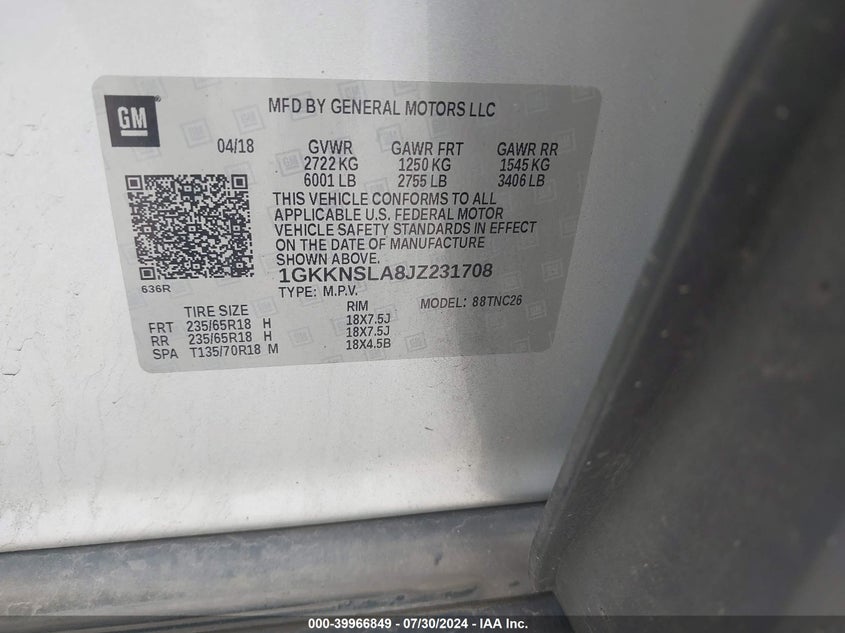 GM
MFD BY GENERAL MOTORS LLC
04/18 GVWR GAWR FRT GAWR RR
2722 KG 1250 KG 1545 KG
6001 LB 2755 LB 3406 LB
THIS VEHICLE CONFORMS TO ALL
APPLICABLE U.S. FEDERAL MOTOR
VEHICLE SAFETY STANDARDS IN EFFECT
ON THE DATE OF MANUFACTURE
SHOWN ABOVE.
1GKKNSLA8JZ231708
636R
TYPE: M.P.V. MODEL: 88TNC26
TIRE SIZE RIM
FRT 235/65R18 H 18X7.5J
RR 235/65R18 H 18X7.5J
SPA T135/70R18 M 18X4.5B
000-39966849 - 07/30/2024 - IAA Inc.